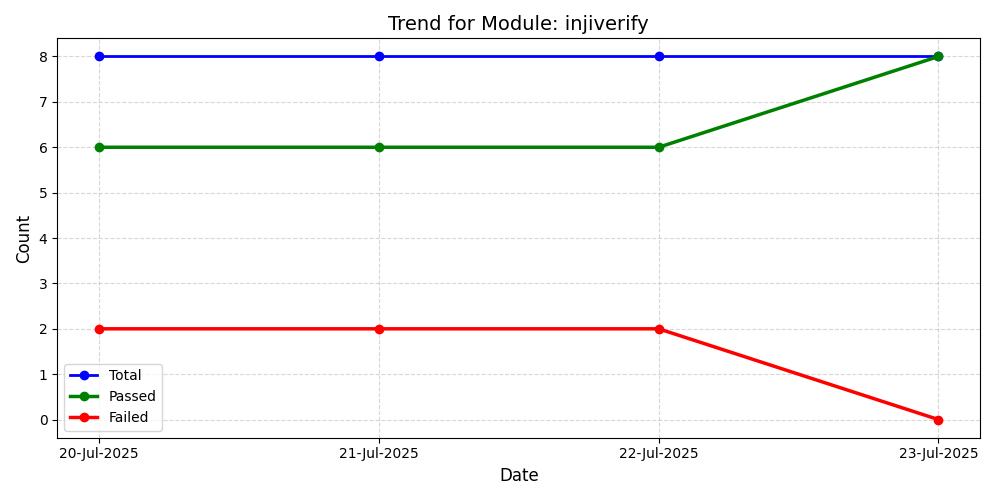 Trend for Module: injiverify
Count
8
7
6
5
4
3
2
1
0
Total
Passed
Failed
20-Jul-2025
21-Jul-2025
22-Jul-2025
23-Jul-2025
Date